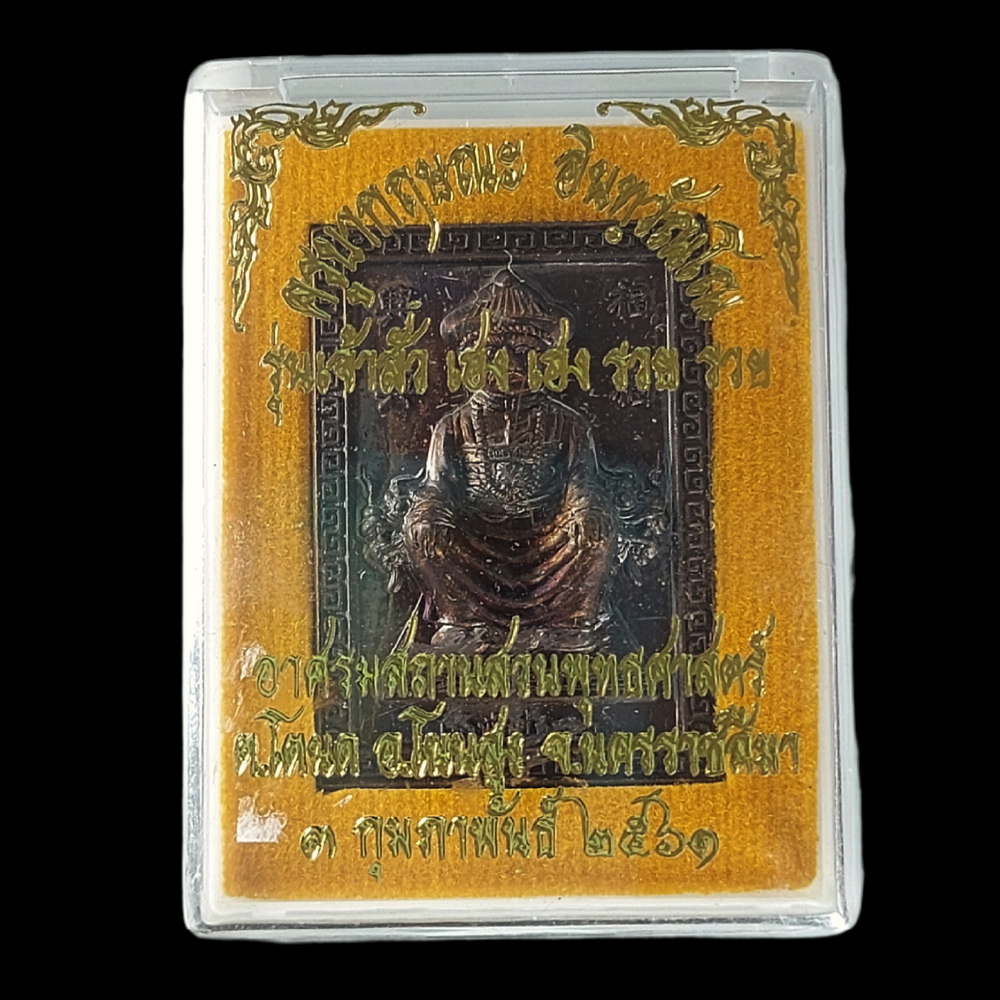 ครูบากฤษณะ อินฺทวัณฺโณ
รุ่นเจ้าสัว เฮง เฮง รวย รวย
福
อาศรมสถานสวนพุทธศาสตร์
ต.โตนด อ.โนนสูง จ.นครราชสีมา
๓ กุมภาพันธ์ ๒๕๖๑